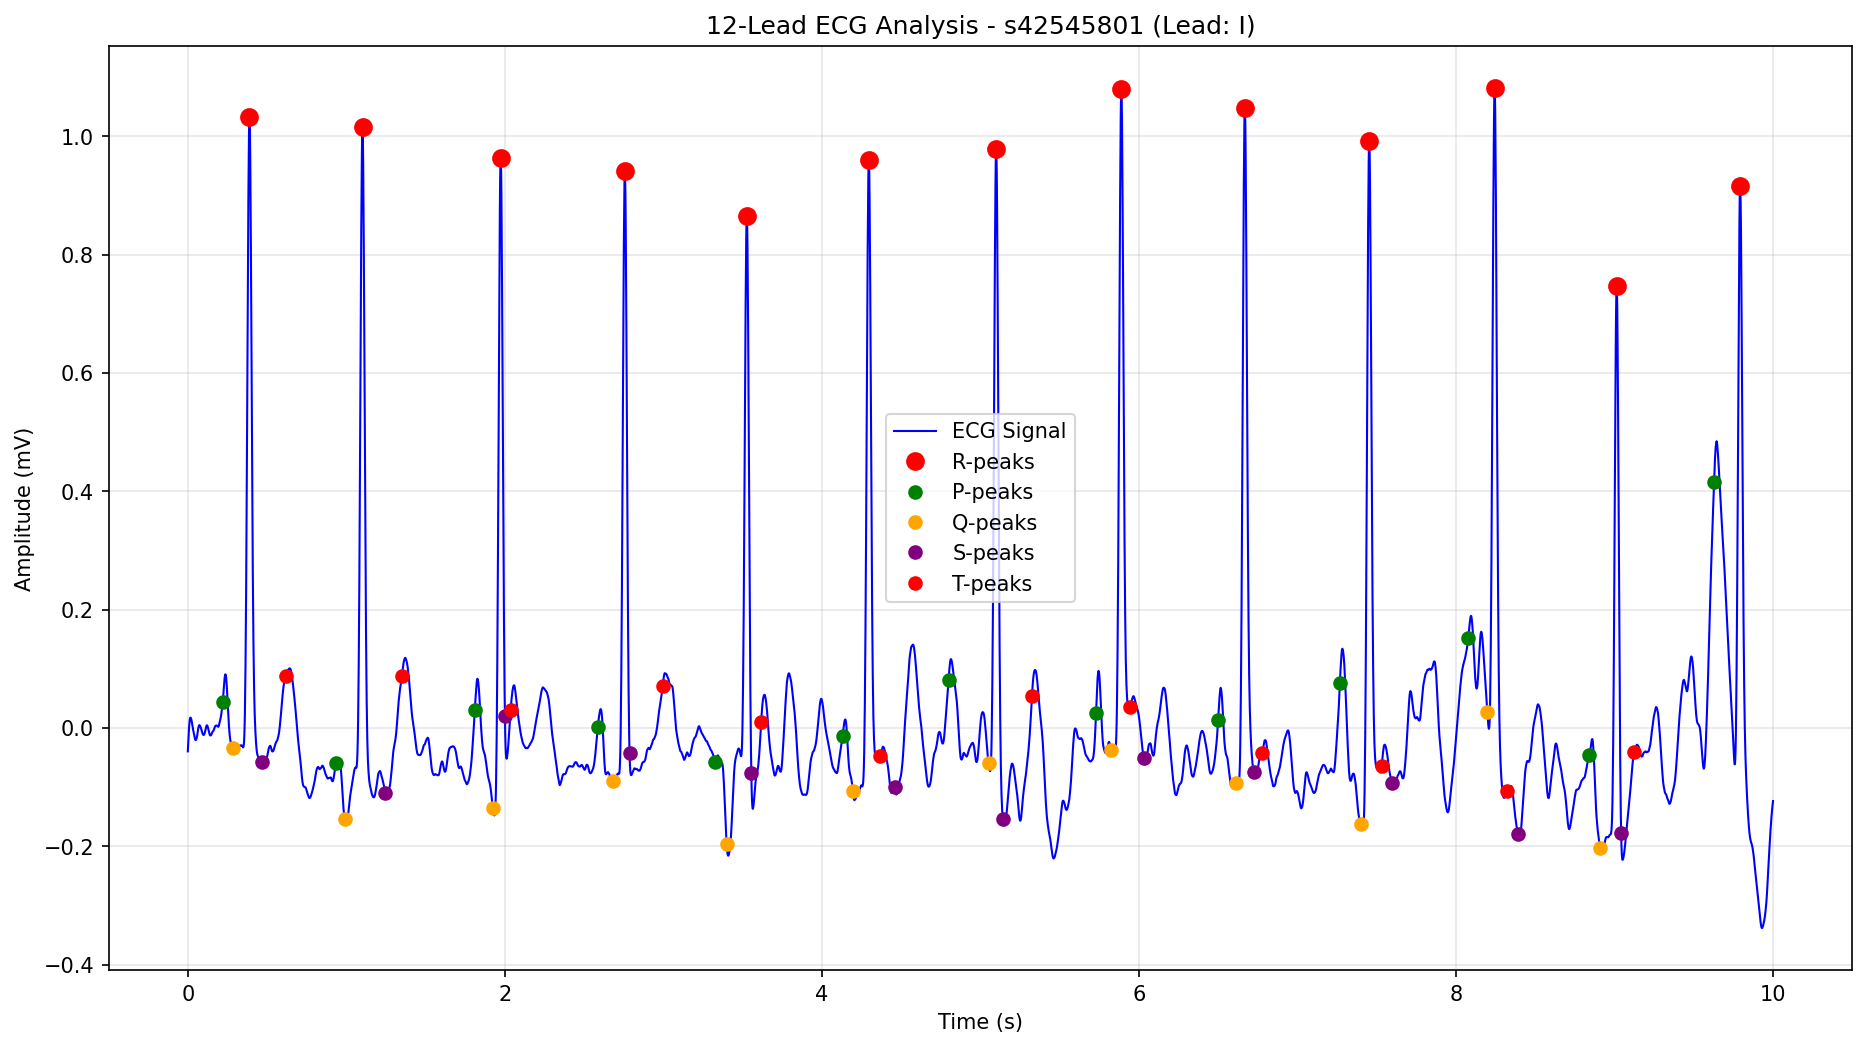 12-Lead ECG Analysis - s42545801 (Lead: I)
Amplitude (mV)
1.0
0.8
0.6
0.4
0.2
0.0
−0.2
−0.4
ECG Signal
R-peaks
P-peaks
Q-peaks
S-peaks
T-peaks
0 2 4 6 8 10
Time (s)